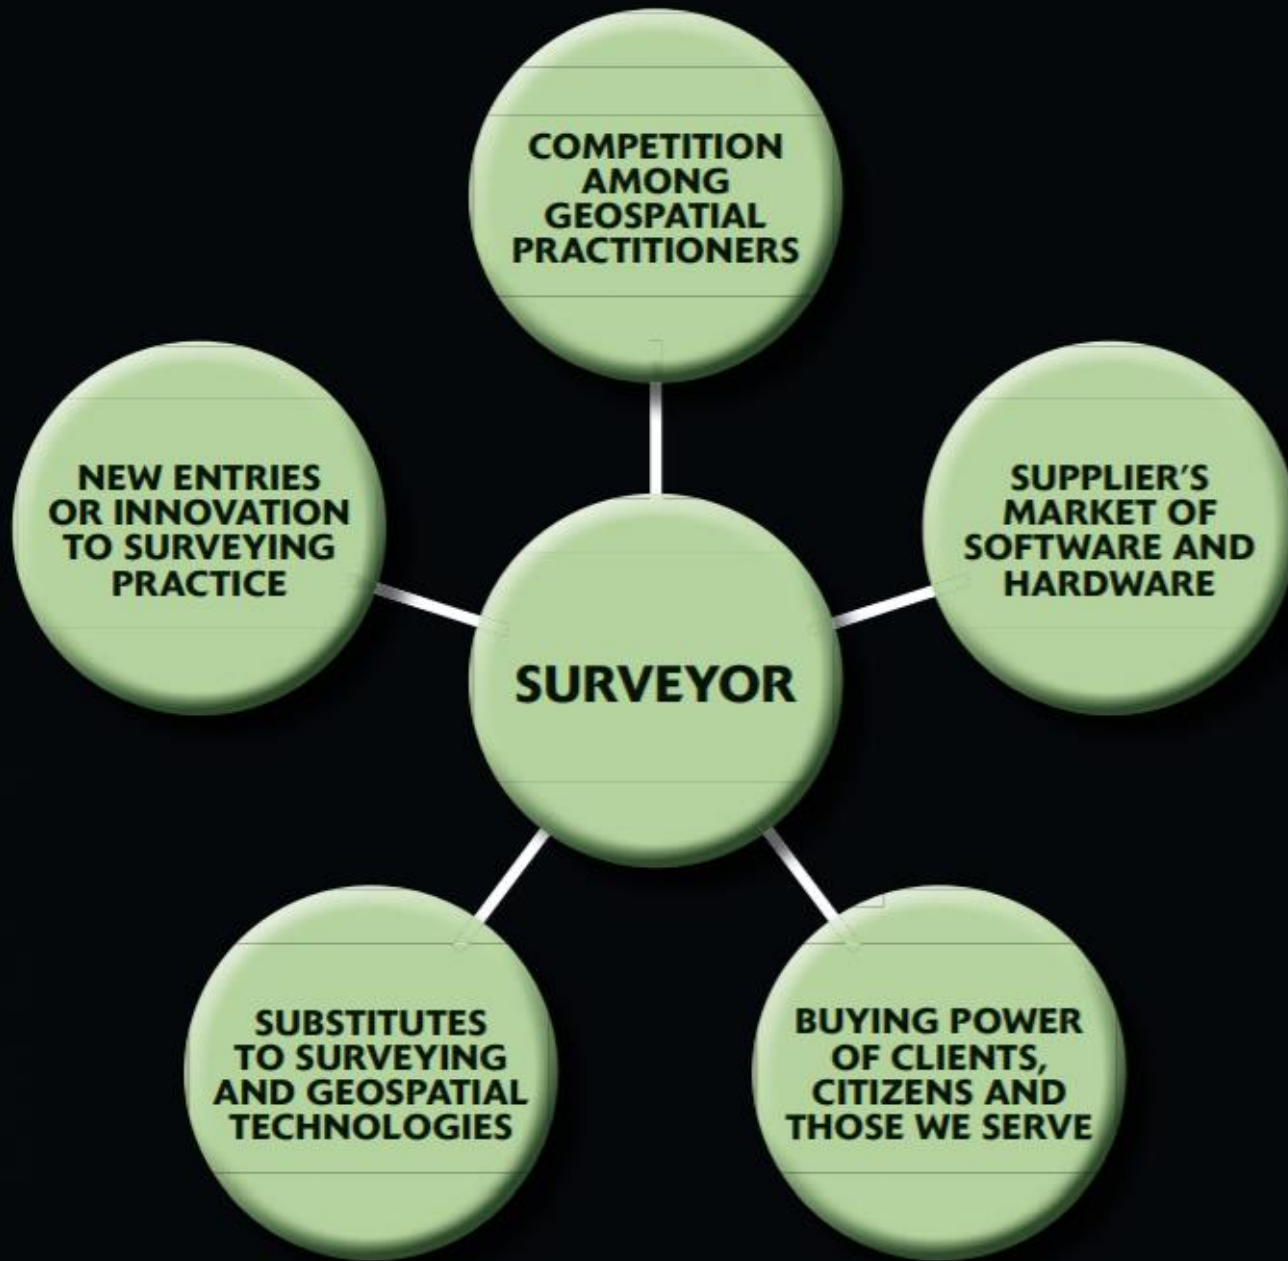 COMPETITION
AMONG
GEOSPATIAL
PRACTITIONERS
NEW ENTRIES
OR INNOVATION
TO SURVEYING
PRACTICE
SUPPLIER'S
MARKET OF
SOFTWARE AND
HARDWARE
SURVEYOR
SUBSTITUTES
TO SURVEYING
AND GEOSPATIAL
TECHNOLOGIES
BUYING POWER
OF CLIENTS,
CITIZENS AND
THOSE WE SERVE